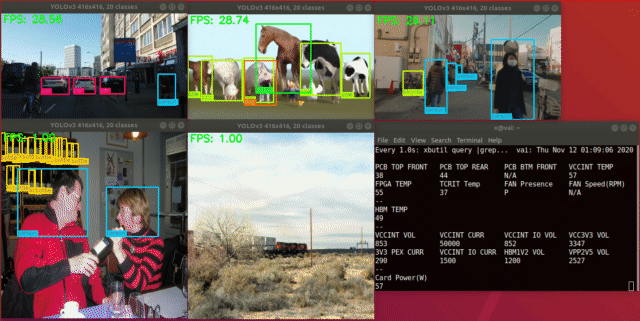 YOLOv3 416x416, 20 classes
YOLOv3 416x416, 20 classes
YOLOv3 416x416, 20 classes
FPS: 28.58
FPS: 28.74
YOLOv3 416x416, 20 classes
YOLOv3 416x416, 20 classes
FPS: 1.00
FPS: 1.00
x@vai: ~
File Edit View Search Terminal Help
Every 1.0s: xbutil query |grep... vai: Thu Nov 12 01:09:06 2020
PCB TOP FRONT PCB TOP REAR PCB BTM FRONT VCCINT TEMP
38 44 N/A 57
FPGA TEMP TCRIT Temp FAN Presence FAN Speed(RPM)
55 37 P N/A
--
HBM TEMP
49
--
VCCINT VOL VCCINT CURR VCCINT IO VOL VCC3V3 VOL
853 50000 852 3347
3V3 PEX CURR VCCINT IO CURR HBM1V2 VOL VPP2V5 VOL
290 1500 1200 2527
--
Card Power(W)
57